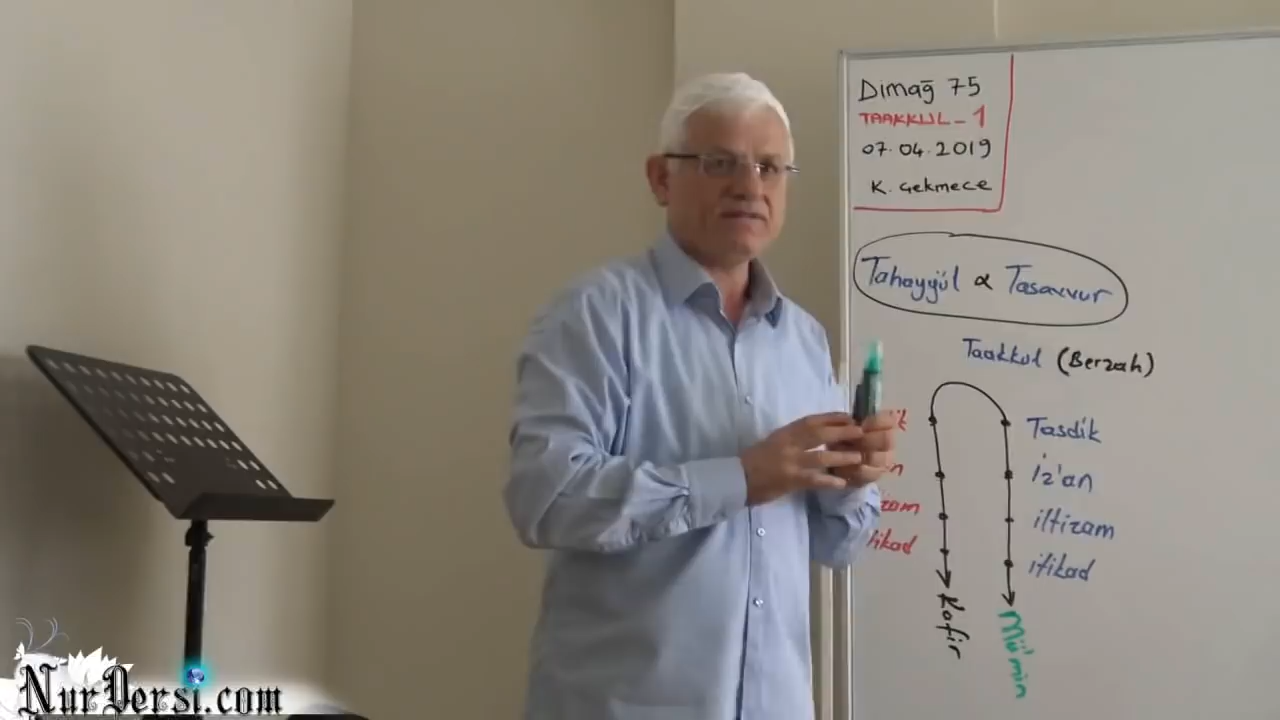 Dimağ 75
TAAKKUL - 1
07.04.2019
K. Çekmece
Tahayyül α Tasavvur
Taakkul (Berzah)
Tasdik
İz'an
iltizam
itikad
Kafir
Mü'min
NurDersi.com